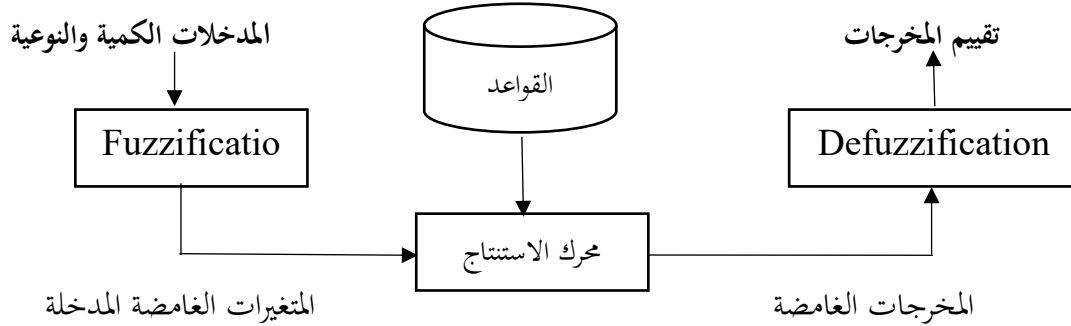 المدخلات الكمية والنوعية
تقييم المخرجات
القواعد
Fuzzificatio
Defuzzification
محرك الاستنتاج
المتغيرات الغامضة المدخلة
المخرجات الغامضة